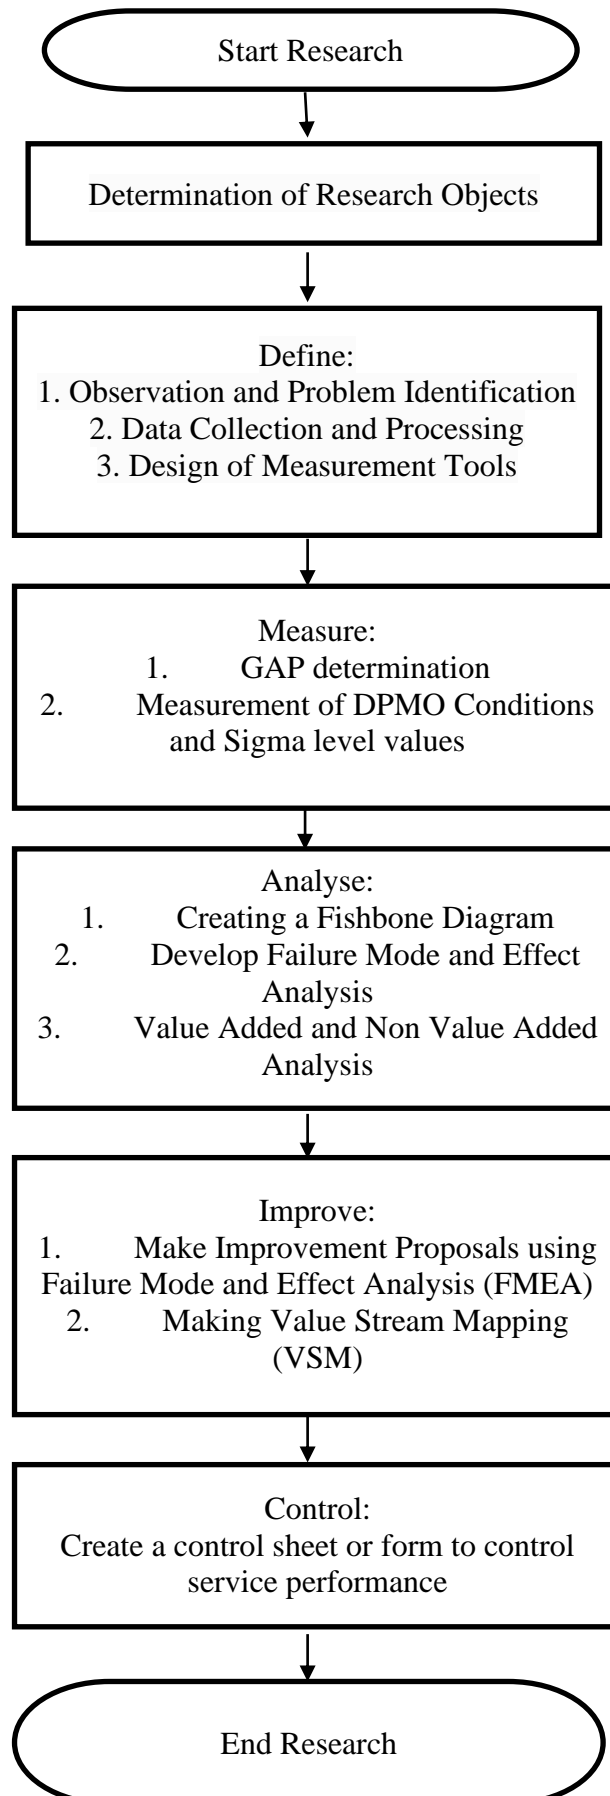 Start Research
Determination of Research Objects
Define:
1. Observation and Problem Identification
2. Data Collection and Processing
3. Design of Measurement Tools
Measure:
1. GAP determination
2. Measurement of DPMO Conditions
and Sigma level values
Analyse:
1. Creating a Fishbone Diagram
2. Develop Failure Mode and Effect
Analysis
3. Value Added and Non Value Added
Analysis
Improve:
1. Make Improvement Proposals using
Failure Mode and Effect Analysis (FMEA)
2. Making Value Stream Mapping
(VSM)
Control:
Create a control sheet or form to control
service performance
End Research